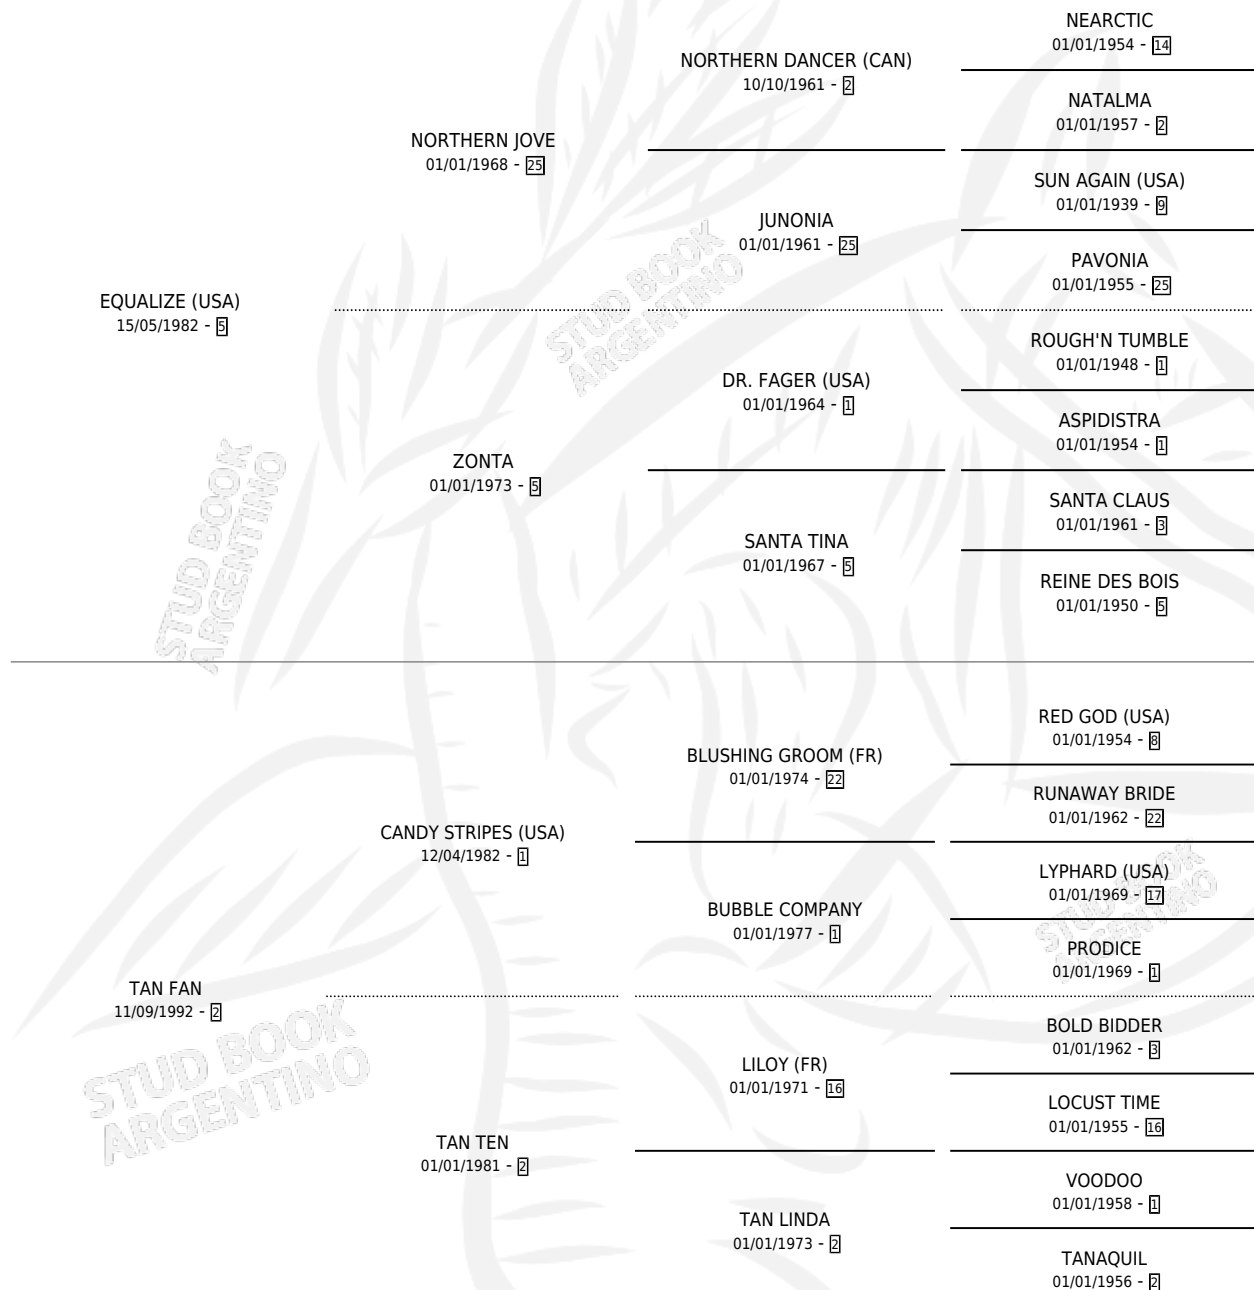 NEARCTIC
01/01/1954 - 14
NORTHERN DANCER (CAN)
10/10/1961 - 2
NATALMA
01/01/1957 - 2
NORTHERN JOVE
01/01/1968 - 25
SUN AGAIN (USA)
01/01/1939 - 9
JUNONIA
01/01/1961 - 25
PAVONIA
01/01/1955 - 25
EQUALIZE (USA)
15/05/1982 - 5
STUD BOOK
ARGENTINO
ROUGH'N TUMBLE
01/01/1948 - 1
DR. FAGER (USA)
01/01/1964 - 1
ASPIDISTRA
01/01/1954 - 1
ZONTA
01/01/1973 - 5
SANTA CLAUS
01/01/1961 - 3
SANTA TINA
01/01/1967 - 5
REINE DES BOIS
01/01/1950 - 5
STUD BOOK
ARGENTINO
RED GOD (USA)
01/01/1954 - 8
BLUSHING GROOM (FR)
01/01/1974 - 22
RUNAWAY BRIDE
01/01/1962 - 22
CANDY STRIPES (USA)
12/04/1982 - 1
LYPHARD (USA)
01/01/1969 - 17
BUBBLE COMPANY
01/01/1977 - 1
STUD BOOK
ARGENTINO
PRODICE
01/01/1969 - 1
TAN FAN
11/09/1992 - 2
BOLD BIDDER
01/01/1962 - 3
LILOY (FR)
01/01/1971 - 16
LOCUST TIME
01/01/1955 - 16
STUD BOOK
ARGENTINO
TAN TEN
01/01/1981 - 2
VOODOO
01/01/1958 - 1
TAN LINDA
01/01/1973 - 2
TANAQUIL
01/01/1956 - 2